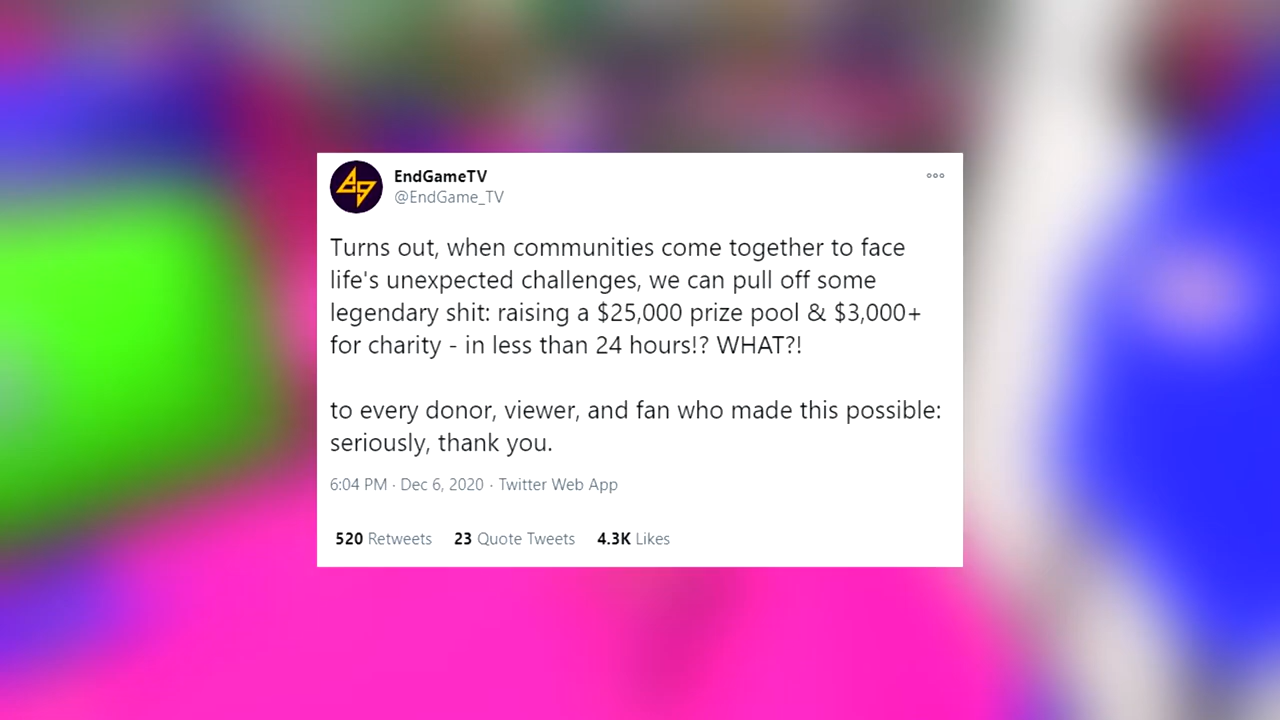 EndGameTV
@EndGame_TV
Turns out, when communities come together to face
life's unexpected challenges, we can pull off some
legendary shit: raising a $25,000 prize pool & $3,000+
for charity - in less than 24 hours!? WHAT?!
to every donor, viewer, and fan who made this possible:
seriously, thank you.
6:04 PM · Dec 6, 2020 · Twitter Web App
520 Retweets 23 Quote Tweets 4.3K Likes